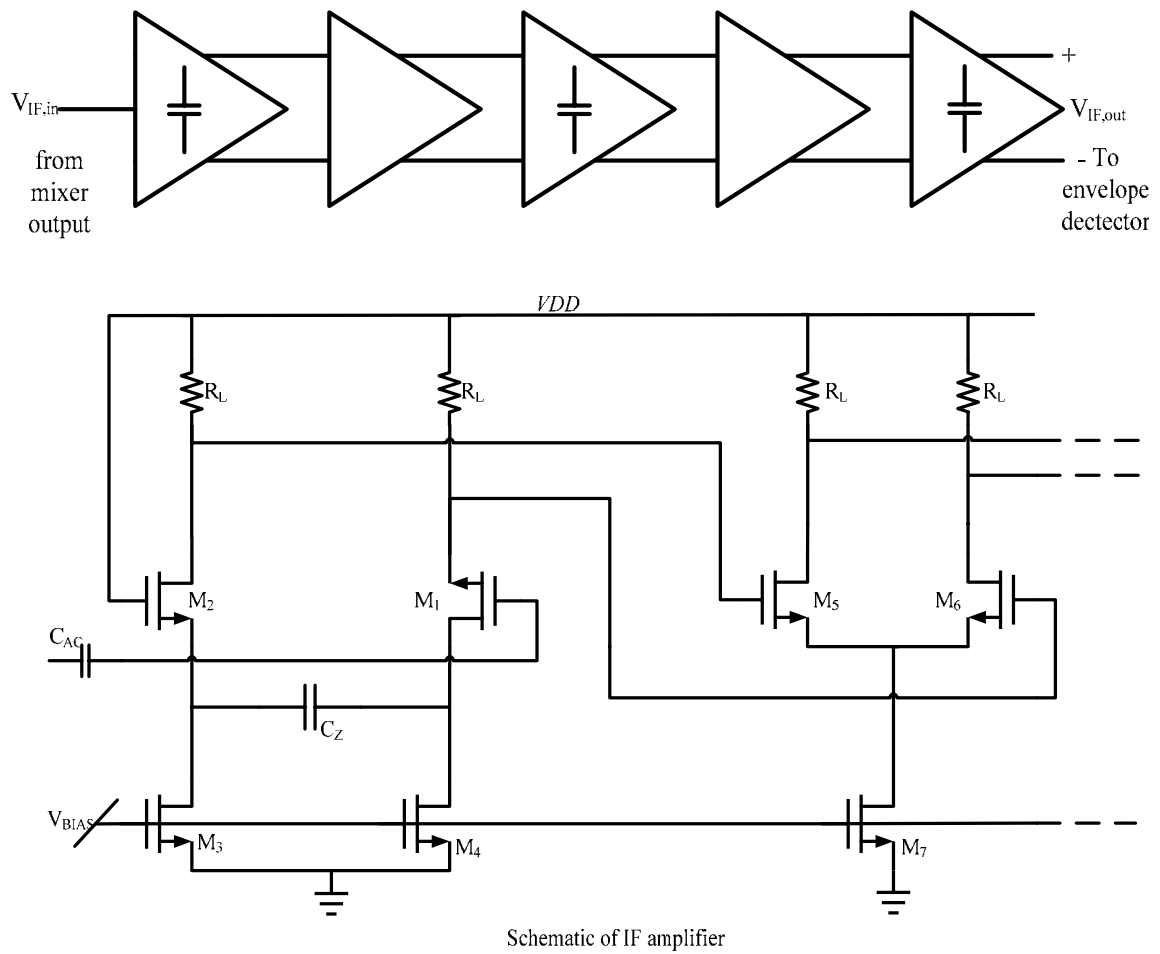 V_IF,in
from
mixer
output
+
V_IF,out
- To
envelope
dectector
VDD
R_L
R_L
R_L
R_L
M_2
M_1
M_5
M_6
C_AC
C_Z
V_BIAS
M_3
M_4
M_7
Schematic of IF amplifier